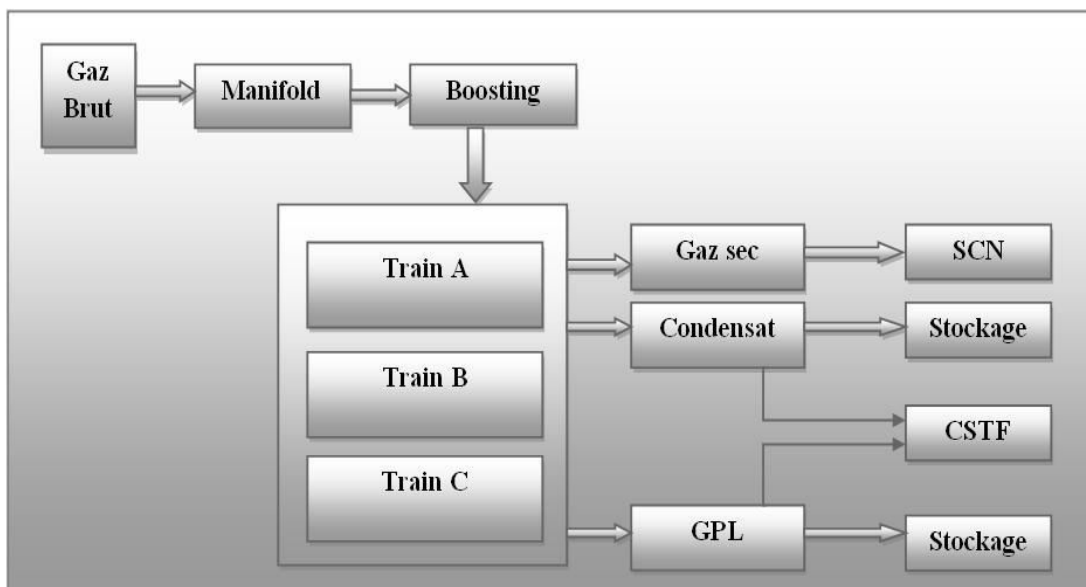 Gaz
Brut
Manifold
Boosting
Train A
Train B
Train C
Gaz sec
SCN
Condensat
Stockage
CSTF
GPL
Stockage